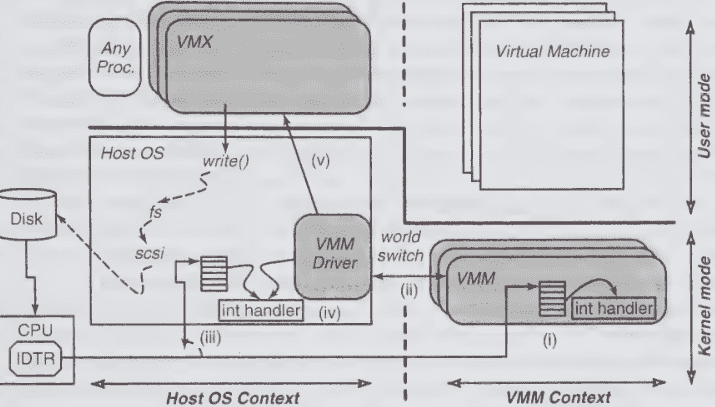 Any
Proc.
VMX
Virtual Machine
User mode
Host OS
write()
(v)
fs
Disk
scsi
VMM
Driver
world
switch
(ii)
VMM
int handler
(iv)
int handler
(i)
Kernel mode
CPU
IDTR
(iii)
Host OS Context
VMM Context